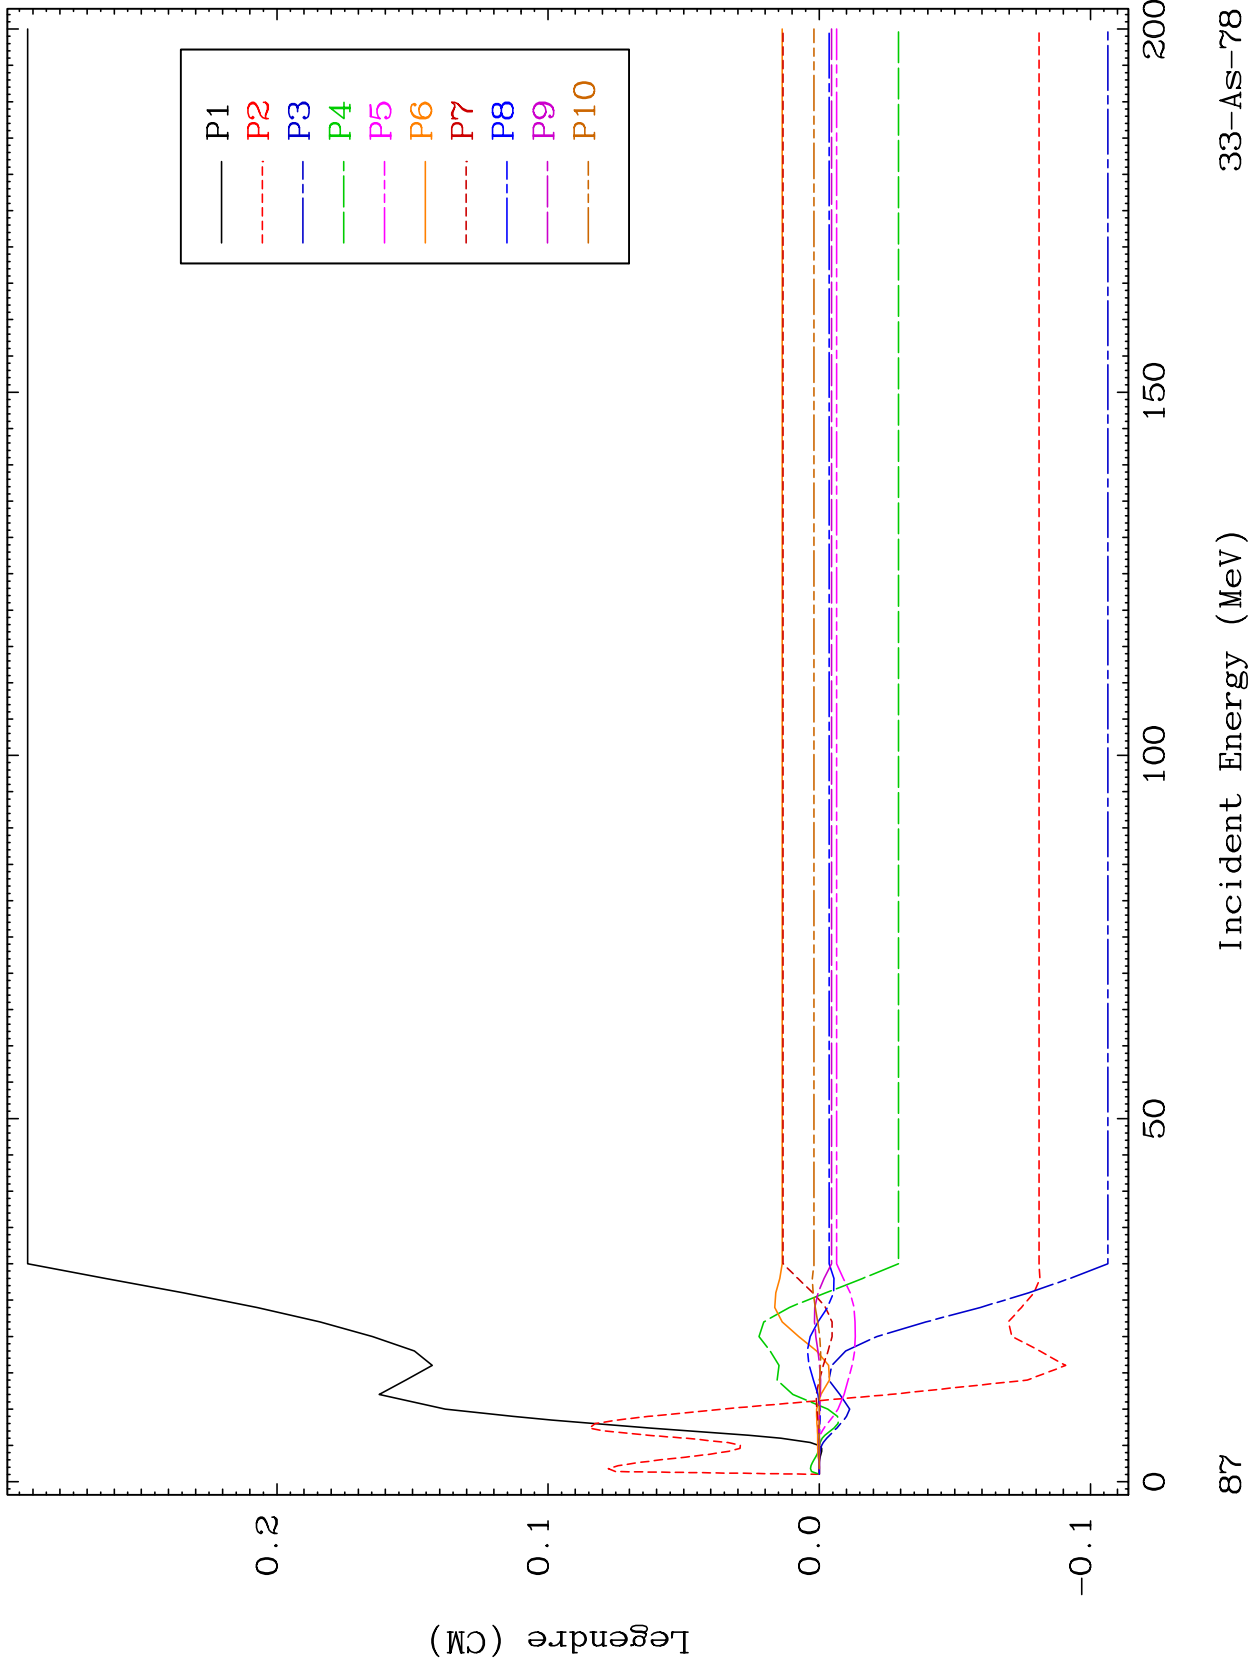 Legendre (CM)
0.2
0.1
0.0
-0.1
P1
P2
P3
P4
P5
P6
P7
P8
P9
P10
0
50
100
150
200
Incident Energy (MeV)
87
33-As-78